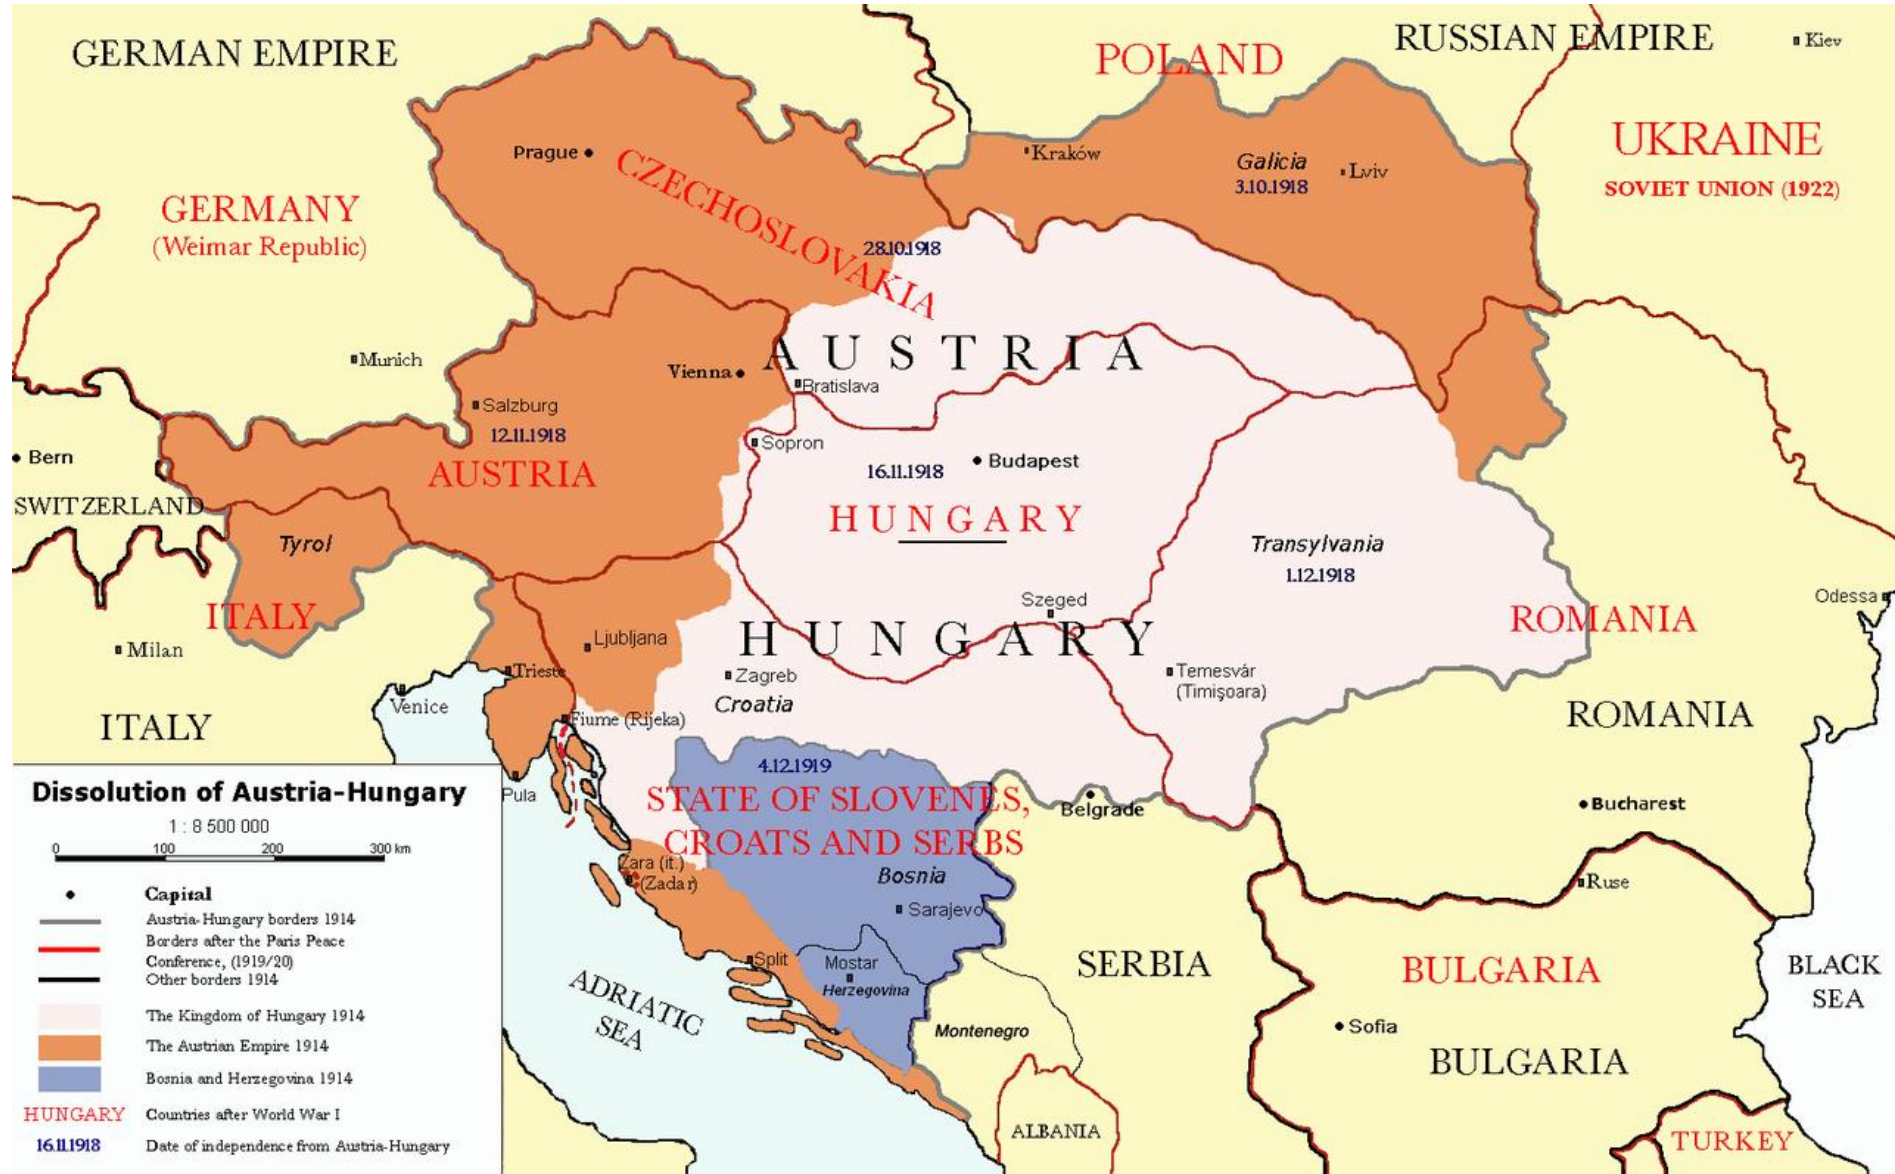 GERMAN EMPIRE
POLAND
RUSSIAN EMPIRE
Kiev
UKRAINE
SOVIET UNION (1922)
Prague
Kraków
Galicia
3.10.1918
Lviv
CZECHOSLOVAKIA
28.10.1918
GERMANY
(Weimar Republic)
Munich
Vienna
AUSTRIA
Bratislava
Salzburg
12.11.1918
AUSTRIA
Sopron
16.11.1918
Budapest
HUNGARY
Bern
SWITZERLAND
Tyrol
Transylvania
1.12.1918
ITALY
Szeged
ROMANIA
Odessa
Milan
Ljubljana
HUNGARY
Trieste
Zagreb
Croatia
Temesvár
(Timişoara)
Venice
Fiume (Rijeka)
ITALY
ROMANIA
4.12.1919
STATE OF SLOVENES,
CROATS AND SERBS
Pula
Belgrade
Bucharest
Zara (it.)
(Zadar)
Bosnia
Sarajevo
Ruse
Split
Mostar
Herzegovina
SERBIA
BULGARIA
BLACK
SEA
ADRIATIC
SEA
Montenegro
Sofia
BULGARIA
ALBANIA
TURKEY
Dissolution of Austria-Hungary
1 : 8 500 000
0 100 200 300 km
Capital
Austria-Hungary borders 1914
Borders after the Paris Peace
Conference, (1919/20)
Other borders 1914
The Kingdom of Hungary 1914
The Austrian Empire 1914
Bosnia and Herzegovina 1914
HUNGARY Countries after World War I
16.11.1918 Date of independence from Austria-Hungary